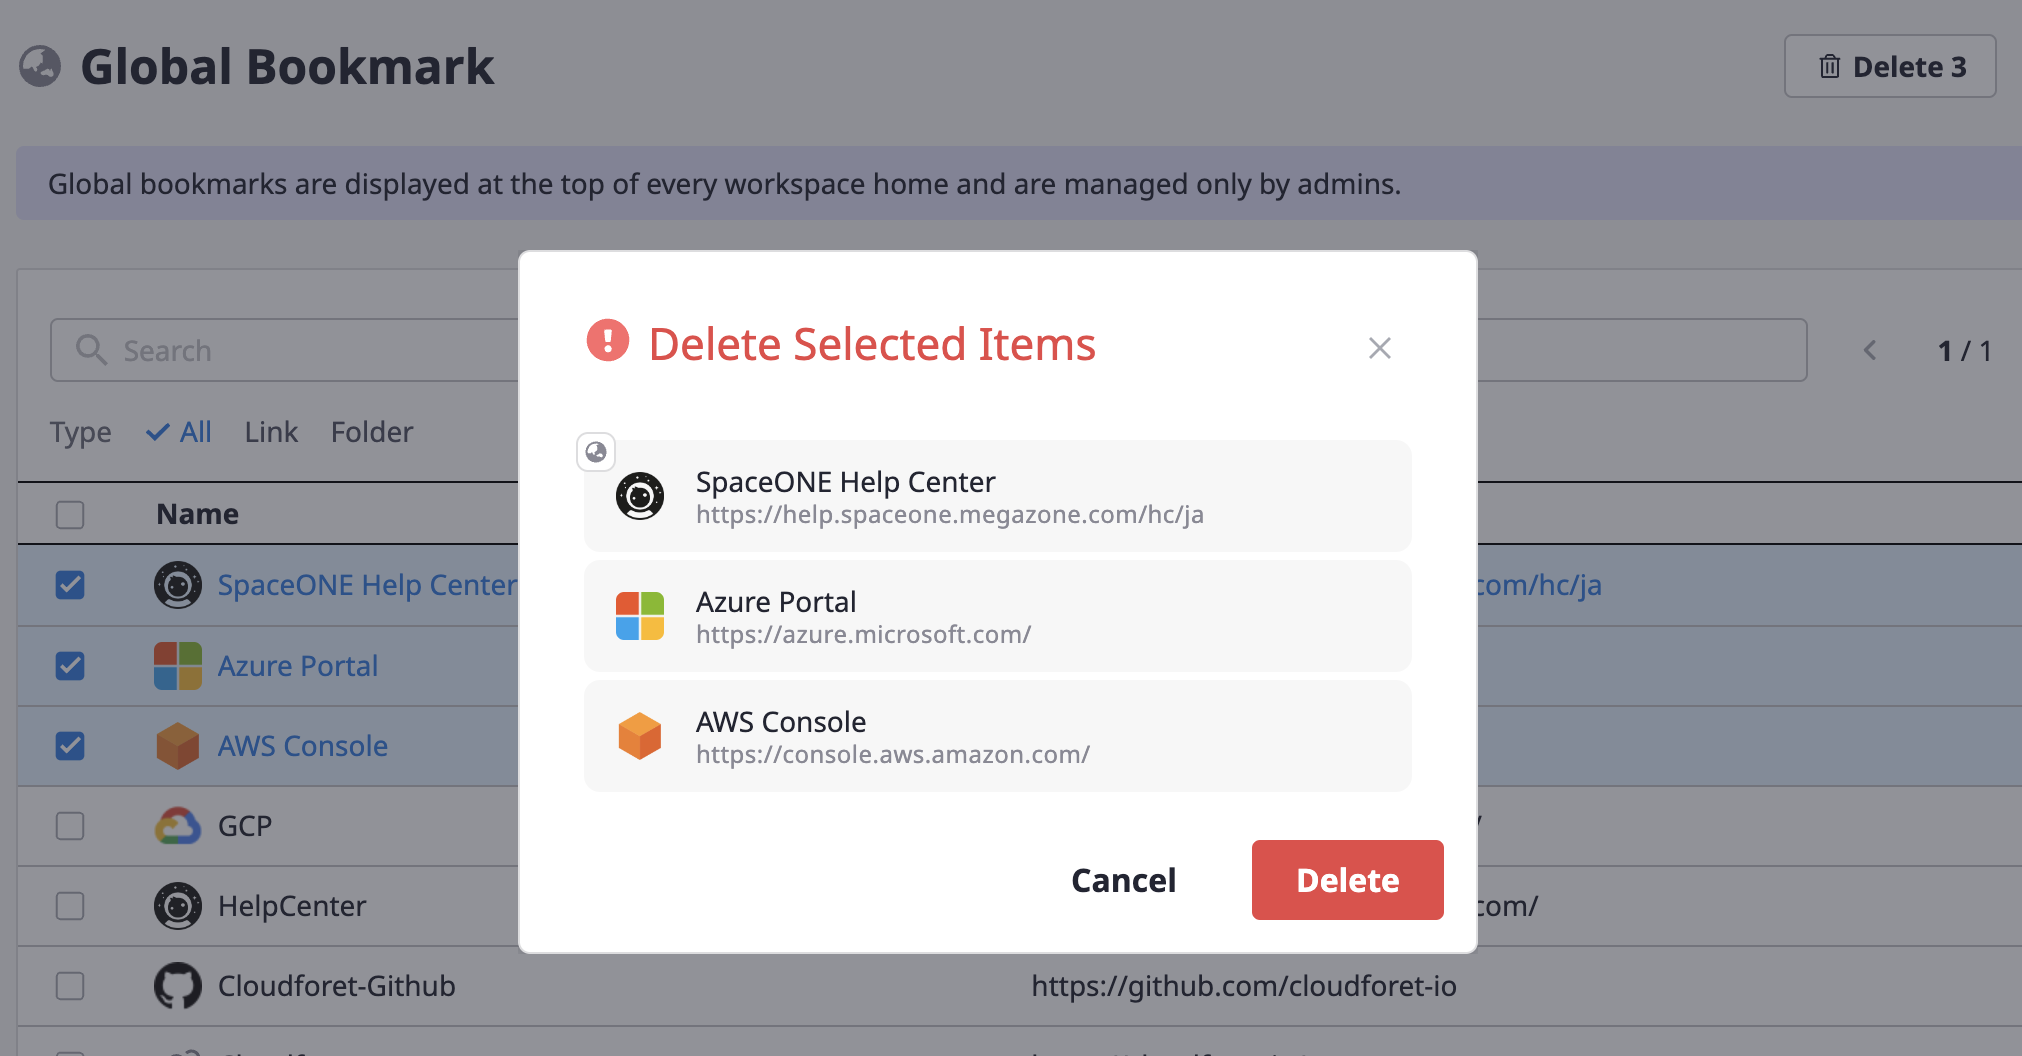 Global Bookmark
Delete 3
Global bookmarks are displayed at the top of every workspace home and are managed only by admins.
Search
1 / 1
Type All Link Folder
Name
SpaceONE Help Center
com/hc/ja
Azure Portal
AWS Console
GCP
/
HelpCenter
com/
Cloudforet-Github
https://github.com/cloudforet-io
Delete Selected Items
SpaceONE Help Center
https://help.spaceone.megazone.com/hc/ja
Azure Portal
https://azure.microsoft.com/
AWS Console
https://console.aws.amazon.com/
Cancel
Delete